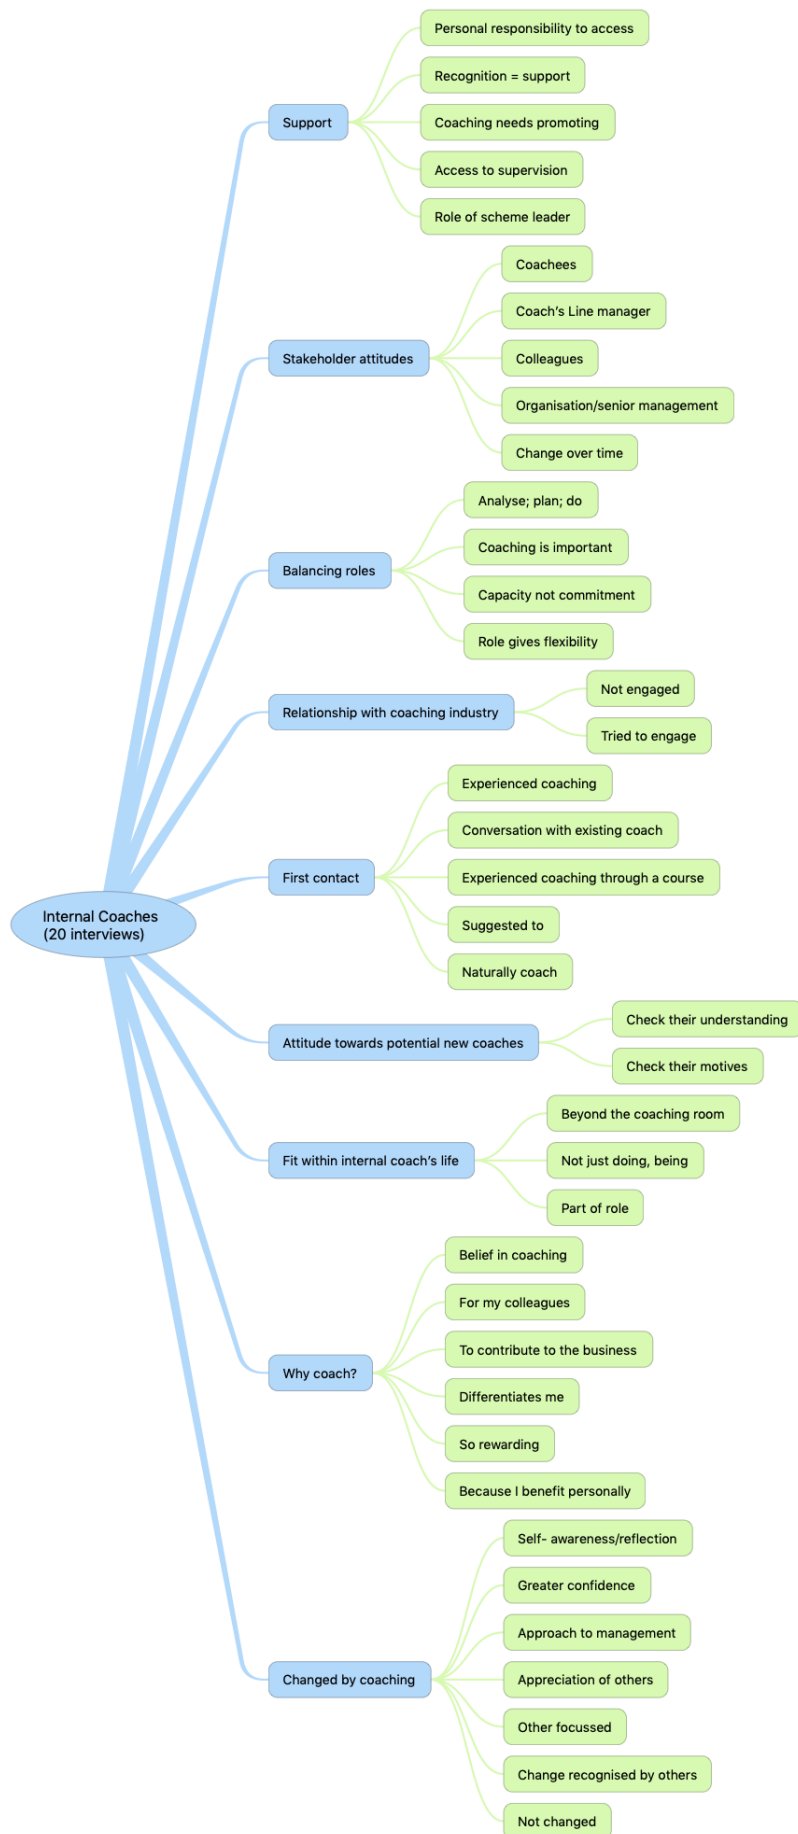 Internal Coaches
(20 interviews)
Support
Personal responsibility to access
Recognition = support
Coaching needs promoting
Access to supervision
Role of scheme leader
Stakeholder attitudes
Coachees
Coach’s Line manager
Colleagues
Organisation/senior management
Change over time
Balancing roles
Analyse; plan; do
Coaching is important
Capacity not commitment
Role gives flexibility
Relationship with coaching industry
Not engaged
Tried to engage
First contact
Experienced coaching
Conversation with existing coach
Experienced coaching through a course
Suggested to
Naturally coach
Attitude towards potential new coaches
Check their understanding
Check their motives
Fit within internal coach’s life
Beyond the coaching room
Not just doing, being
Part of role
Why coach?
Belief in coaching
For my colleagues
To contribute to the business
Differentiates me
So rewarding
Because I benefit personally
Changed by coaching
Self- awareness/reflection
Greater confidence
Approach to management
Appreciation of others
Other focussed
Change recognised by others
Not changed